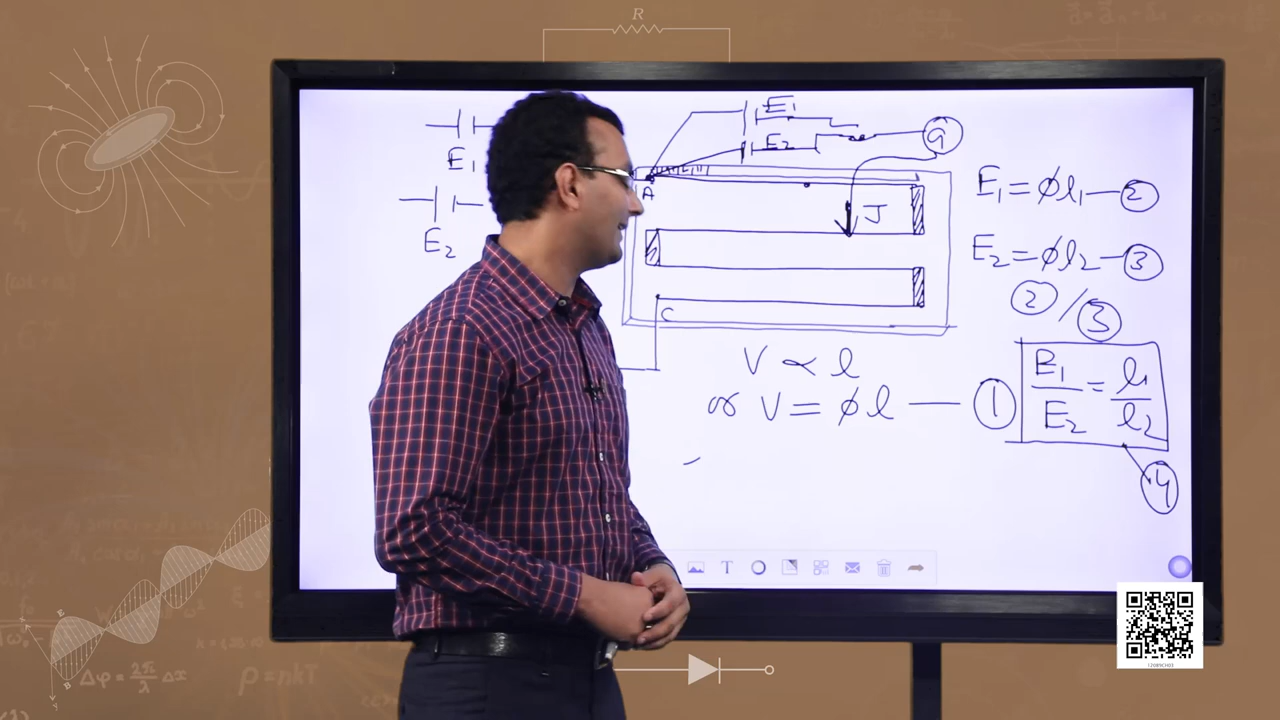 R
E₁
E₂
E₁
E₂
G
A
J
C
V ∝ l
or V = ϕl — ①
E₁ = ϕl₁ — ②
E₂ = ϕl₂ — ③
② / ③
E₁/E₂ = l₁/l₂
④
T
Δφ = 2π/λ Δx
ρ = nkT
12089CH03